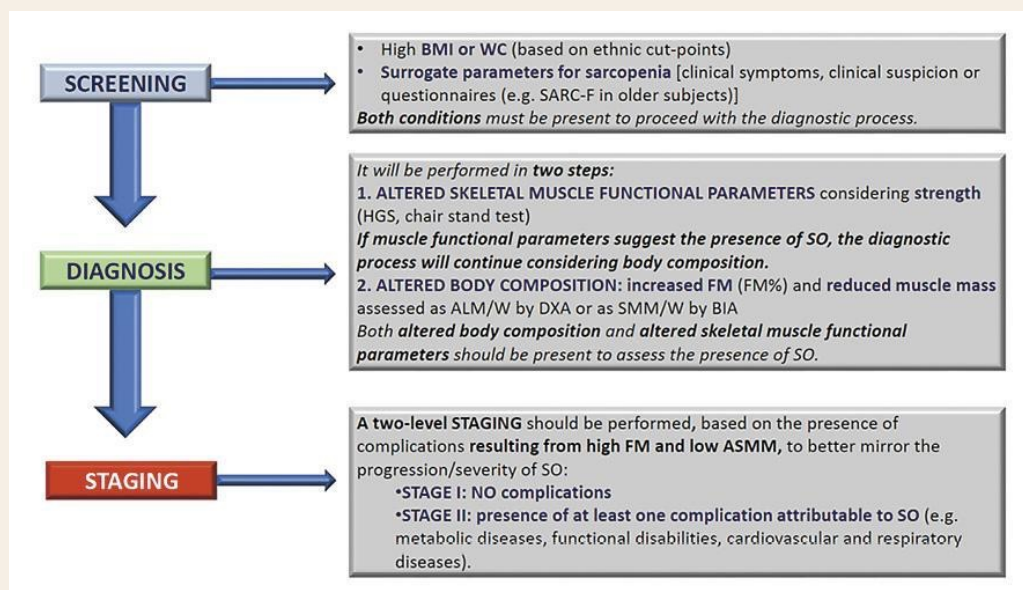 SCREENING
• High BMI or WC (based on ethnic cut-points)
• Surrogate parameters for sarcopenia [clinical symptoms, clinical suspicion or
questionnaires (e.g. SARC-F in older subjects)]
Both conditions must be present to proceed with the diagnostic process.
DIAGNOSIS
It will be performed in two steps:
1. ALTERED SKELETAL MUSCLE FUNCTIONAL PARAMETERS considering strength
(HGS, chair stand test)
If muscle functional parameters suggest the presence of SO, the diagnostic
process will continue considering body composition.
2. ALTERED BODY COMPOSITION: increased FM (FM%) and reduced muscle mass
assessed as ALM/W by DXA or as SMM/W by BIA
Both altered body composition and altered skeletal muscle functional
parameters should be present to assess the presence of SO.
STAGING
A two-level STAGING should be performed, based on the presence of
complications resulting from high FM and low ASMM, to better mirror the
progression/severity of SO:
•STAGE I: NO complications
•STAGE II: presence of at least one complication attributable to SO (e.g.
metabolic diseases, functional disabilities, cardiovascular and respiratory
diseases).